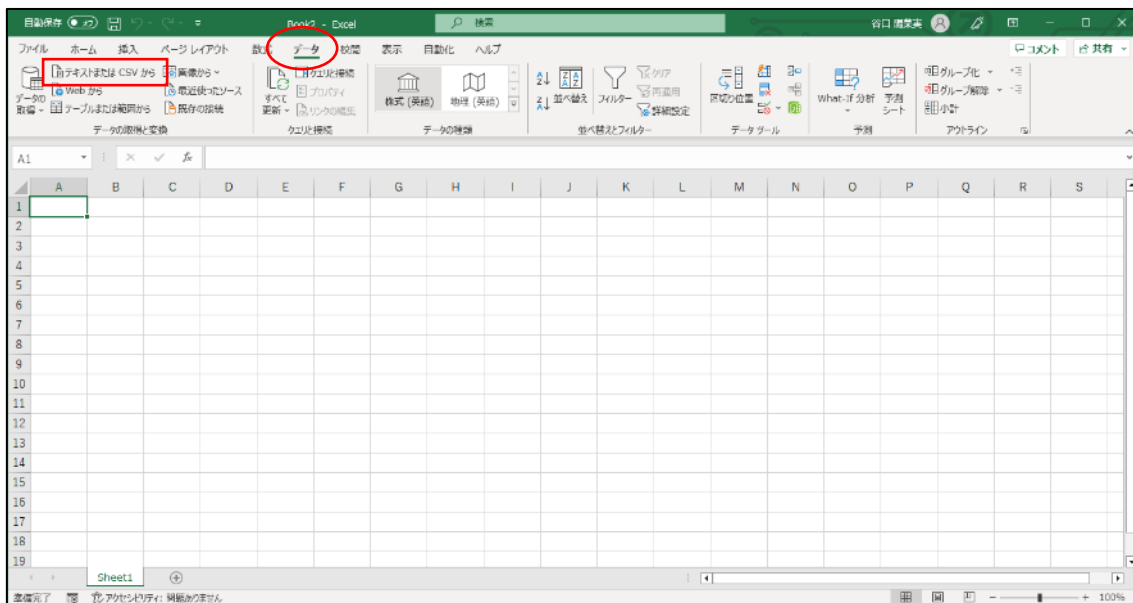 自動保存 オフ Book2 - Excel 検索
ファイル ホーム 挿入 ページ レイアウト 数式 データ 校閲 表示 自動化 ヘルプ コメント 共有
データの取得
テキストまたは CSV から
Web から
テーブルまたは範囲から
画像から
最近使ったソース
既存の接続
データの取得と変換
すべて更新
クエリと接続
プロパティ
リンクの編集
クエリと接続
株式 (英語) 地理 (英語)
データの種類
並べ替え
フィルター
クリア
再適用
詳細設定
並べ替えとフィルター
区切り位置
データ ツール
What-If 分析
予測シート
予測
グループ化
グループ解除
小計
アウトライン
A1 fx
A B C D E F G H I J K L M N O P Q R S
1
2
3
4
5
6
7
8
9
10
11
12
13
14
15
16
17
18
19
Sheet1
準備完了 アクセシビリティ: 問題ありません 100%